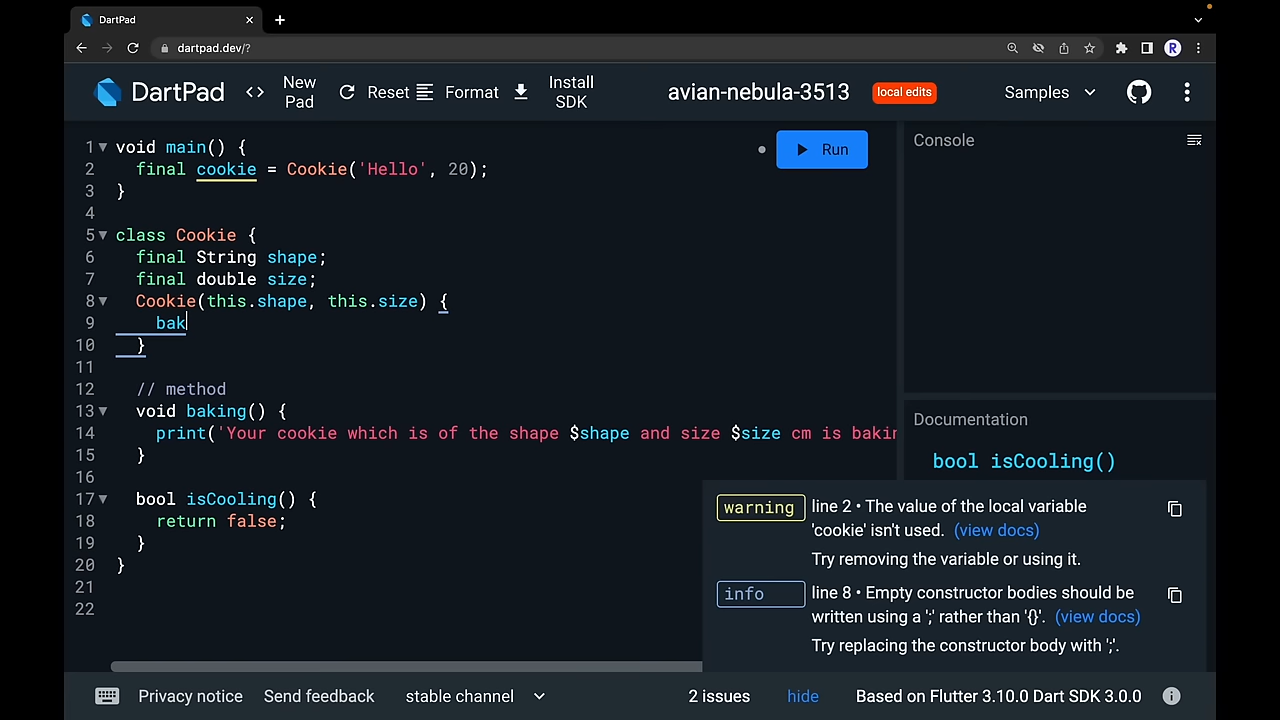 DartPad
dartpad.dev/?
R
DartPad
<> New Pad
Reset
Format
Install SDK
avian-nebula-3513
local edits
Samples
1 void main() {
2 final cookie = Cookie('Hello', 20);
3 }
4
5 class Cookie {
6 final String shape;
7 final double size;
8 Cookie(this.shape, this.size) {
9 bak
10 }
11
12 // method
13 void baking() {
14 print('Your cookie which is of the shape $shape and size $size cm is bakin
15 }
16
17 bool isCooling() {
18 return false;
19 }
20 }
21
22
Run
Console
Documentation
bool isCooling()
warning line 2 • The value of the local variable
'cookie' isn't used. (view docs)
Try removing the variable or using it.
info line 8 • Empty constructor bodies should be
written using a ';' rather than '{}'. (view docs)
Try replacing the constructor body with ';'.
Privacy notice
Send feedback
stable channel
2 issues
hide
Based on Flutter 3.10.0 Dart SDK 3.0.0